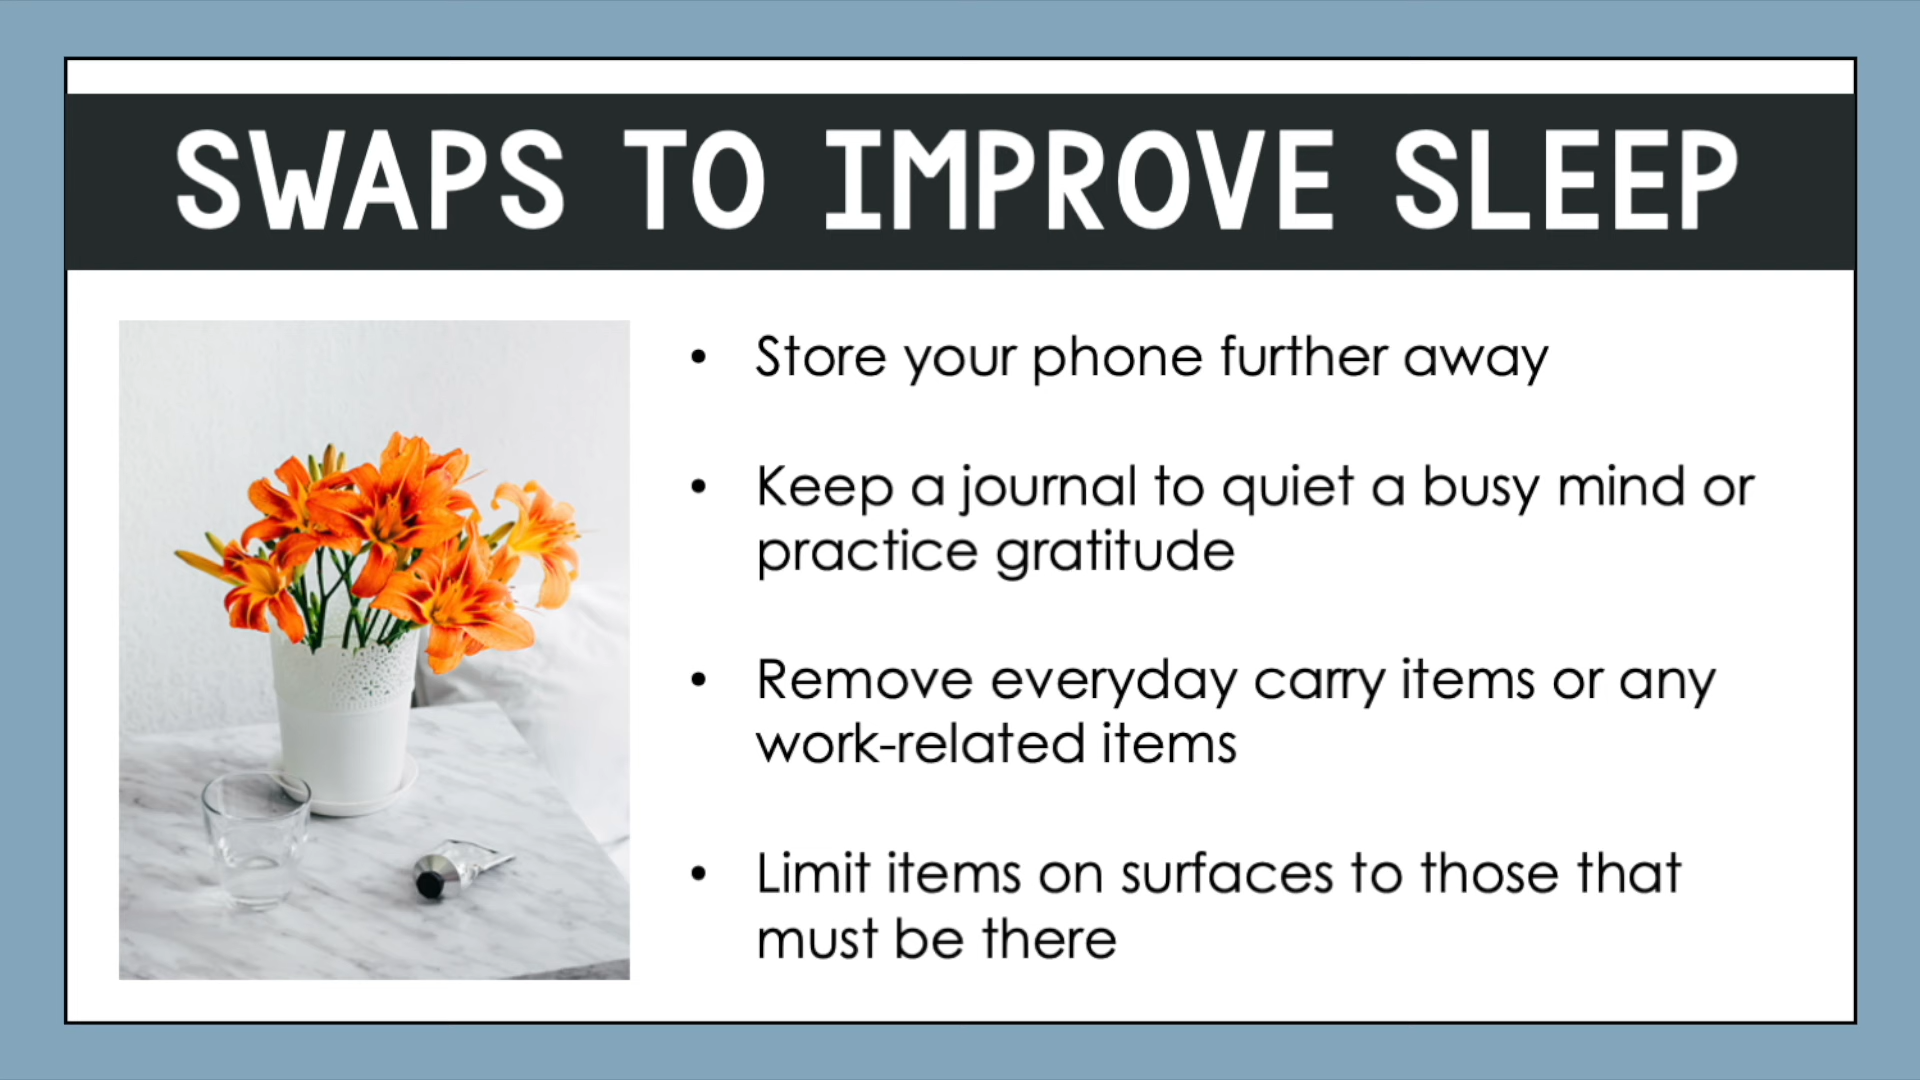 SWAPS TO IMPROVE SLEEP
• Store your phone further away
• Keep a journal to quiet a busy mind or
practice gratitude
• Remove everyday carry items or any
work-related items
• Limit items on surfaces to those that
must be there